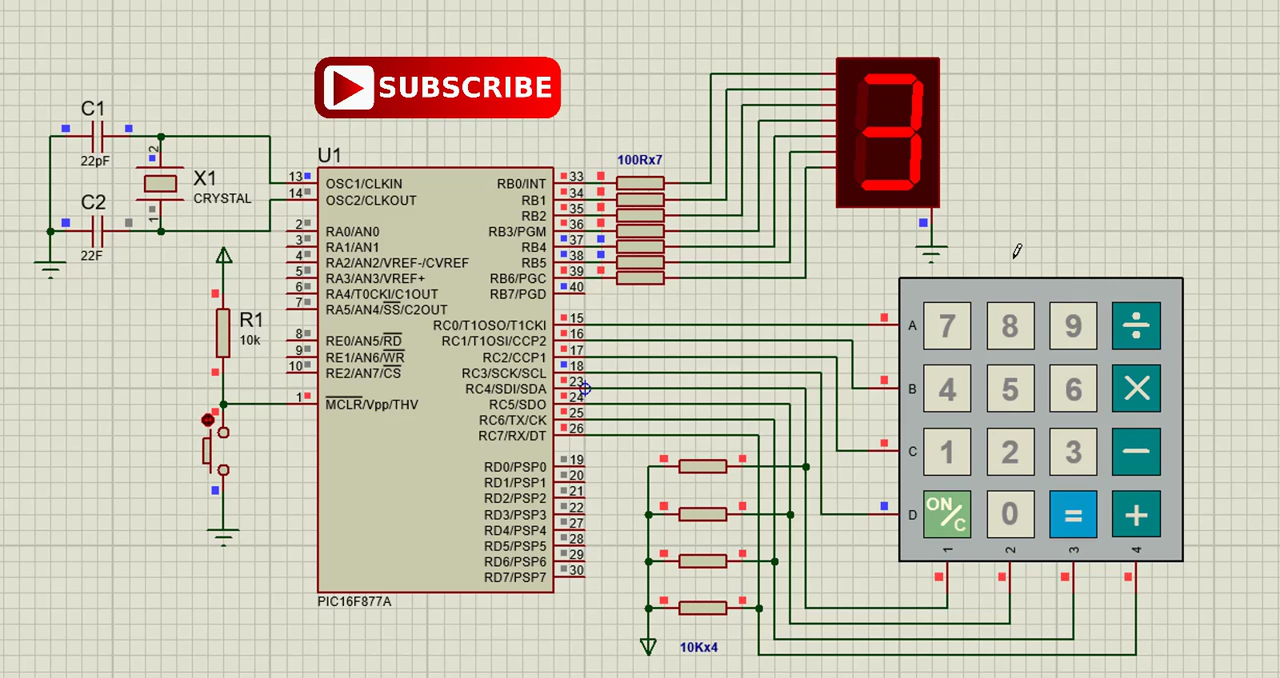 SUBSCRIBE
C1
22pF
X1
CRYSTAL
2
1
C2
22F
R1
10k
U1
13 OSC1/CLKIN
14 OSC2/CLKOUT
2 RA0/AN0
3 RA1/AN1
4 RA2/AN2/VREF-/CVREF
5 RA3/AN3/VREF+
6 RA4/T0CKI/C1OUT
7 RA5/AN4/SS/C2OUT
8 RE0/AN5/RD
9 RE1/AN6/WR
10 RE2/AN7/CS
1 MCLR/Vpp/THV
RB0/INT 33
RB1 34
RB2 35
RB3/PGM 36
RB4 37
RB5 38
RB6/PGC 39
RB7/PGD 40
RC0/T1OSO/T1CKI 15
RC1/T1OSI/CCP2 16
RC2/CCP1 17
RC3/SCK/SCL 18
RC4/SDI/SDA 23
RC5/SDO 24
RC6/TX/CK 25
RC7/RX/DT 26
RD0/PSP0 19
RD1/PSP1 20
RD2/PSP2 21
RD3/PSP3 22
RD4/PSP4 27
RD5/PSP5 28
RD6/PSP6 29
RD7/PSP7 30
PIC16F877A
100Rx7
3
10Kx4
A 7 8 9 ÷
B 4 5 6 ×
C 1 2 3 −
D ON/C 0 = +
1 2 3 4